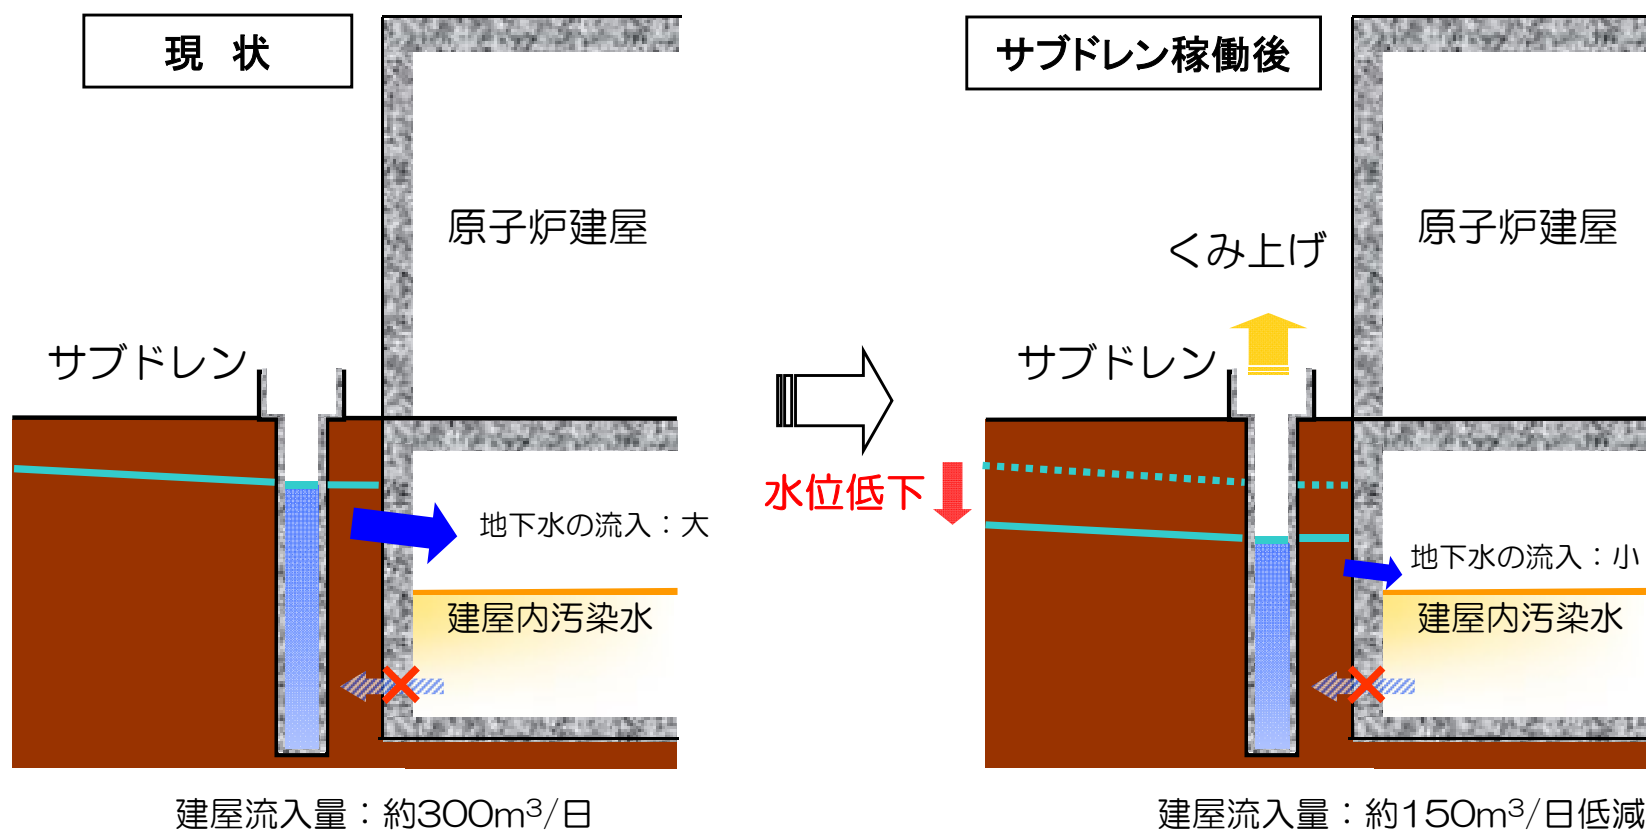 現 状
原子炉建屋
サブドレン
地下水の流入：大
建屋内汚染水
建屋流入量：約300m³/日
水位低下
サブドレン稼働後
原子炉建屋
くみ上げ
サブドレン
地下水の流入：小
建屋内汚染水
建屋流入量：約150m³/日低減